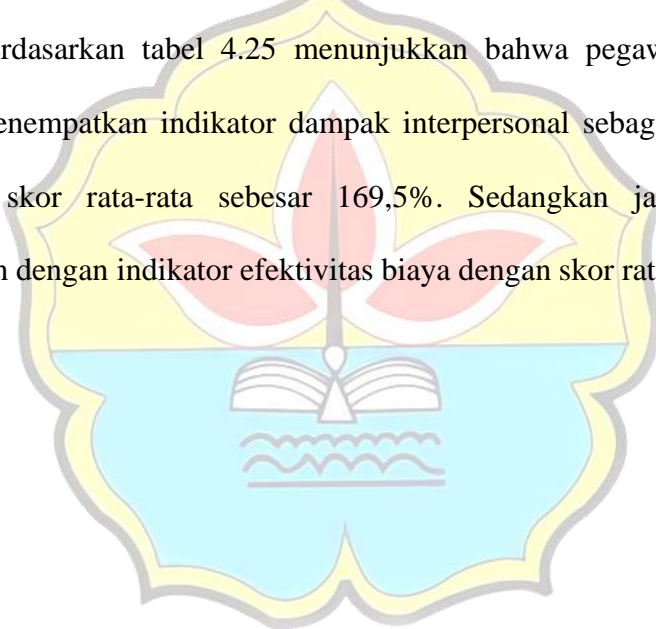 rdasarkan tabel 4.25 menunjukkan bahwa pegaw
enempatkan indikator dampak interpersonal sebag
skor rata-rata sebesar 169,5%. Sedangkan ja
n dengan indikator efektivitas biaya dengan skor rat